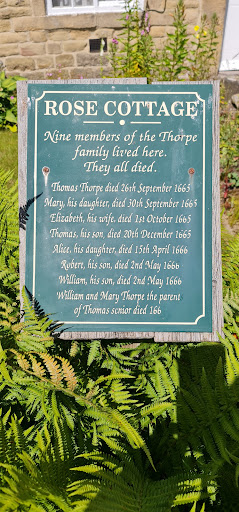 ROSE COTTAGE
Nine members of the Thorpe
family lived here.
They all died.
Thomas Thorpe died 26th September 1665
Mary, his daughter, died 30th September 1665
Elizabeth, his wife, died 1st October 1665
Thomas, his son, died 20th December 1665
Alice, his daughter, died 15th April 1666
Robert, his son, died 2nd May 1666
William, his son, died 2nd May 1666
William and Mary Thorpe the parent
of Thomas senior died 166